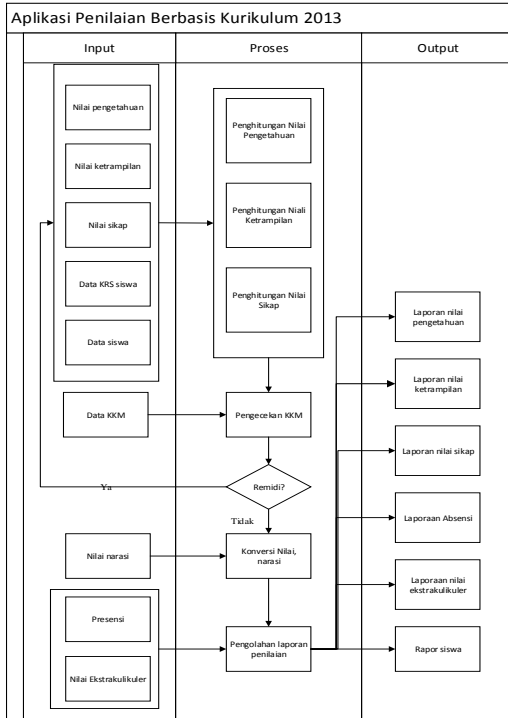 Aplikasi Penilaian Berbasis Kurikulum 2013
Input
Proses
Output
Nilai pengetahuan
Nilai ketrampilan
Nilai sikap
Data KRS siswa
Data siswa
Data KKM
Ya
Nilai narasi
Presensi
Nilai Ekstrakulikuler
Penghitungan Nilai
Pengetahuan
Penghitungan Niali
Ketrampilan
Penghitungan Nilai
Sikap
Pengecekan KKM
Remidi?
Tidak
Konversi Nilai,
narasi
Pengolahan laporan
penilaian
Laporan nilai
pengetahuan
Laporan nilai
ketrampilan
Laporan nilai sikap
Laporaan Absensi
Laporaan nilai
ekstrakulikuler
Rapor siswa